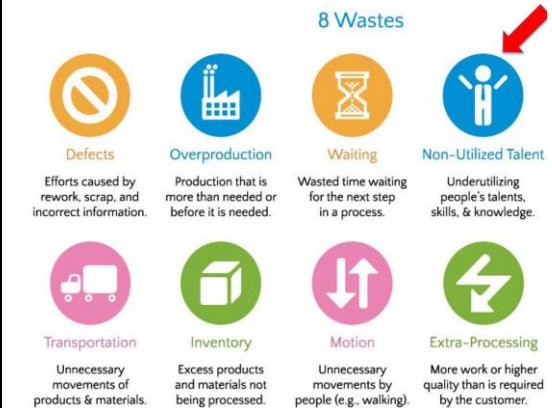 8 Wastes
Defects
Efforts caused by
rework, scrap, and
incorrect information.
Overproduction
Production that is
more than needed or
before it is needed.
Waiting
Wasted time waiting
for the next step
in a process.
Non-Utilized Talent
Underutilizing
people's talents,
skills, & knowledge.
Transportation
Unnecessary
movements of
products & materials.
Inventory
Excess products
and materials not
being processed.
Motion
Unnecessary
movements by
people (e.g., walking).
Extra-Processing
More work or higher
quality than is required
by the customer.